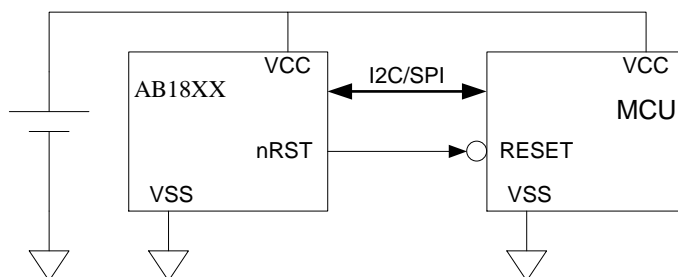 VCC
I2C/SPI
VCC
AB18XX
MCU
nRST
RESET
VSS
VSS